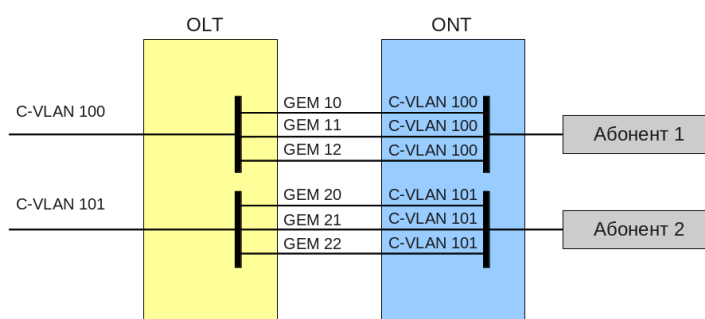 OLT
ONT
C-VLAN 100
GEM 10
C-VLAN 100
GEM 11
C-VLAN 100
GEM 12
C-VLAN 100
Абонент 1
C-VLAN 101
GEM 20
C-VLAN 101
GEM 21
C-VLAN 101
GEM 22
C-VLAN 101
Абонент 2